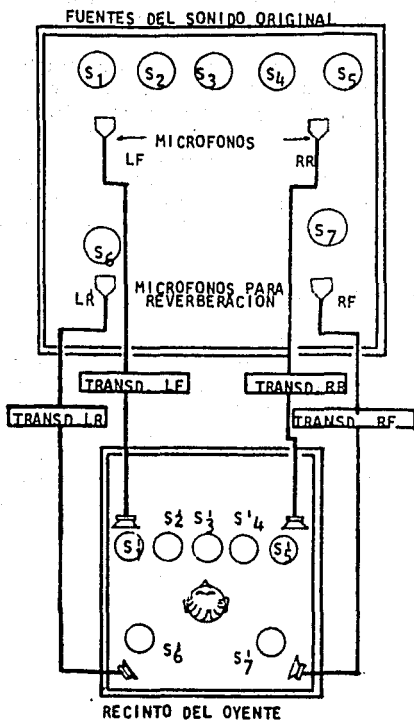 FUENTES DEL SONIDO ORIGINAL
S1 S2 S3 S4 S5
MICROFONOS
LF RR
S6 S7
MICROFONOS PARA
REVERBERACION
LR RF
TRANSD. LF TRANSD. RR
TRANSD. LR TRANSD. RF
S'1 S'2 S'3 S'4 S'5
S'6 S'7
RECINTO DEL OYENTE